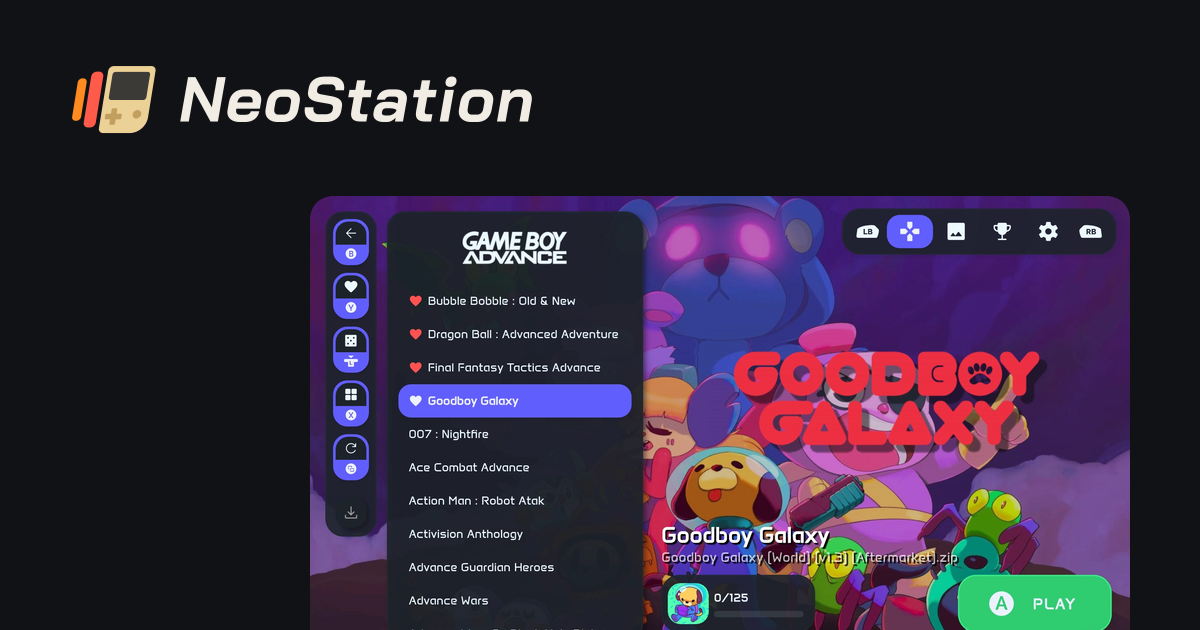 NeoStation
LB
RB
B
Y
X
GAME BOY
ADVANCE
Bubble Bobble : Old & New
Dragon Ball : Advanced Adventure
Final Fantasy Tactics Advance
Goodboy Galaxy
007 : Nightfire
Ace Combat Advance
Action Man : Robot Atak
Activision Anthology
Advance Guardian Heroes
Advance Wars
GOODBOY
GALAXY
Goodboy Galaxy
Goodboy Galaxy (World) (v1.3) (Aftermarket).zip
0/125
A PLAY